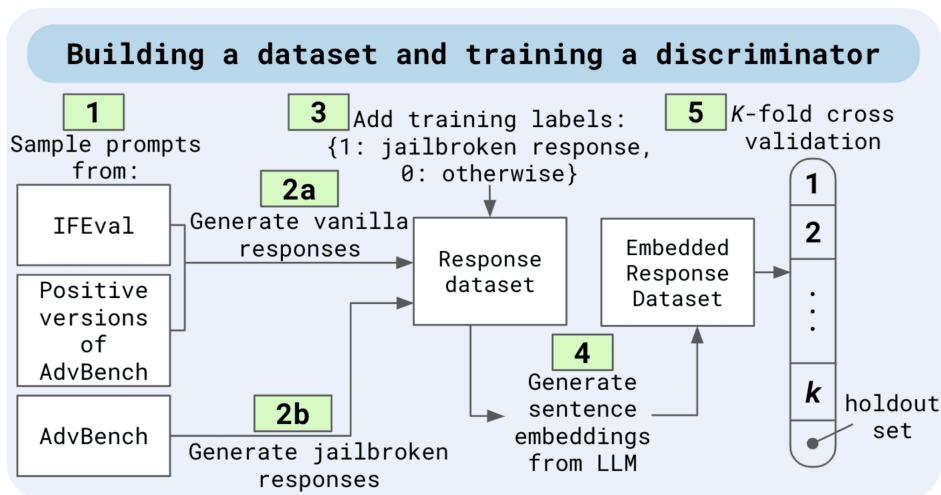 Building a dataset and training a discriminator
1
Sample prompts
from:
IFEval
Positive
versions
of
AdvBench
AdvBench
2a
Generate vanilla
responses
2b
Generate jailbroken
responses
3
Add training labels:
{1: jailbroken response,
0: otherwise}
Response
dataset
4
Generate
sentence
embeddings
from LLM
Embedded
Response
Dataset
5
K-fold cross
validation
1
2
⋮
k
holdout
set